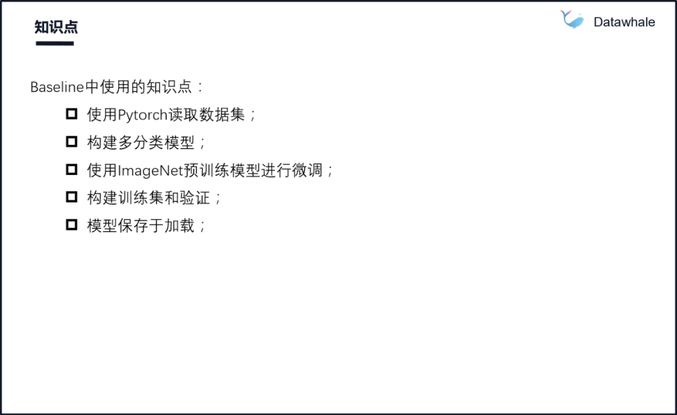 知识点
Datawhale
Baseline中使用的知识点：
使用Pytorch读取数据集；
构建多分类模型；
使用ImageNet预训练模型进行微调；
构建训练集和验证；
模型保存于加载；